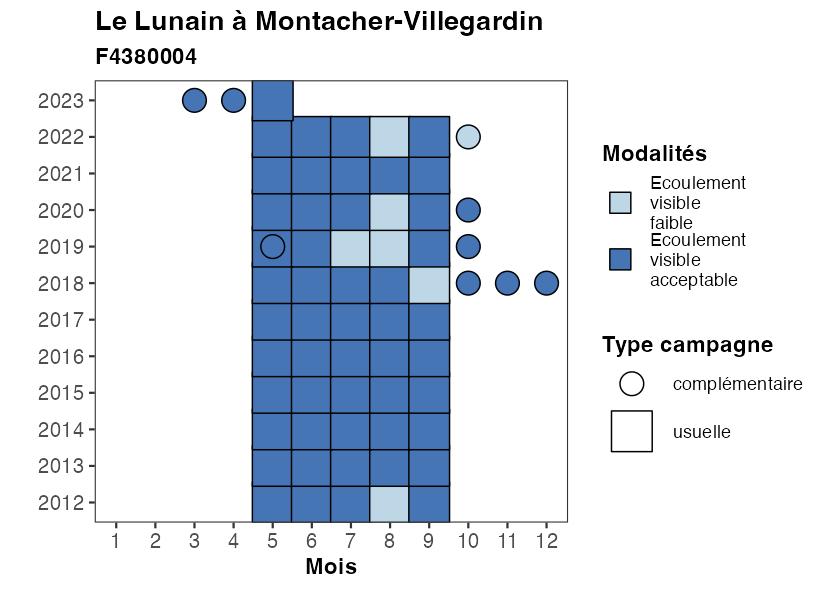 Le Lunain à Montacher-Villegardin
F4380004
2023
2022
2021
2020
2019
2018
2017
2016
2015
2014
2013
2012
1 2 3 4 5 6 7 8 9 10 11 12
Mois
Modalités
Ecoulement
visible
faible
Ecoulement
visible
acceptable
Type campagne
complémentaire
usuelle